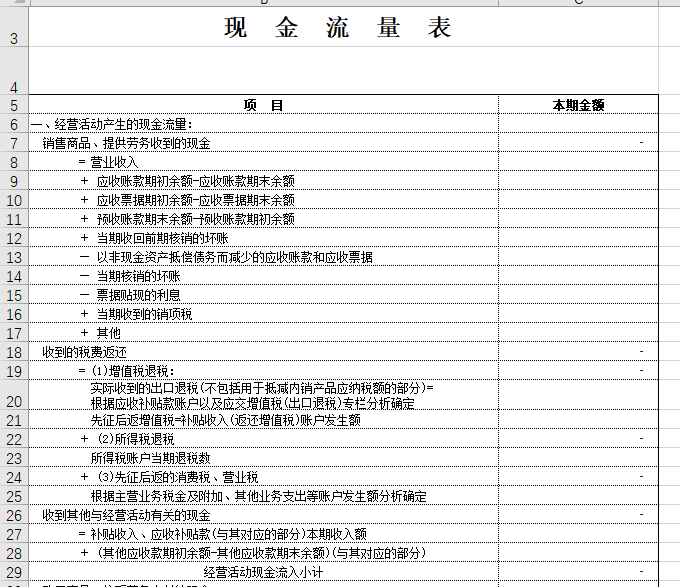 现 金 流 量 表
3
4
5 项 目 本期金额
6 一、经营活动产生的现金流量：
7 销售商品、提供劳务收到的现金 -
8 = 营业收入
9 + 应收账款期初余额-应收账款期末余额
10 + 应收票据期初余额-应收票据期末余额
11 + 预收账款期末余额-预收账款期初余额
12 + 当期收回前期核销的坏账
13 - 以非现金资产抵偿债务而减少的应收账款和应收票据
14 - 当期核销的坏账
15 - 票据贴现的利息
16 + 当期收到的销项税
17 + 其他
18 收到的税费返还 -
19 = (1)增值税退税： -
实际收到的出口退税(不包括用于抵减内销产品应纳税额的部分)=
20 根据应收补贴款账户以及应交增值税(出口退税)专栏分析确定
21 先征后返增值税=补贴收入(返还增值税)账户发生额
22 + (2)所得税退税 -
23 所得税账户当期退税数
24 + (3)先征后返的消费税、营业税 -
25 根据主营业务税金及附加、其他业务支出等账户发生额分析确定
26 收到其他与经营活动有关的现金 -
27 = 补贴收入、应收补贴款(与其对应的部分)本期收入额
28 + (其他应收款期初余额-其他应收款期末余额)(与其对应的部分)
29 经营活动现金流入小计 -